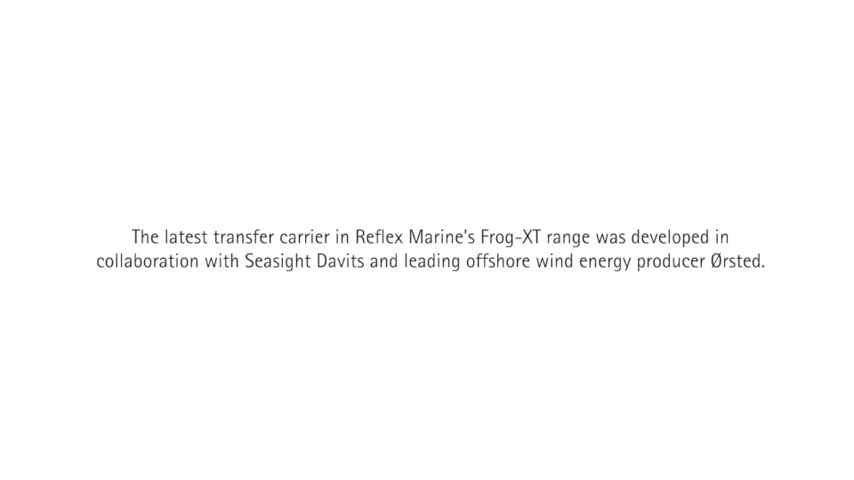 The latest transfer carrier in Reflex Marine's Frog-XT range was developed in
collaboration with Seasight Davits and leading offshore wind energy producer Ørsted.